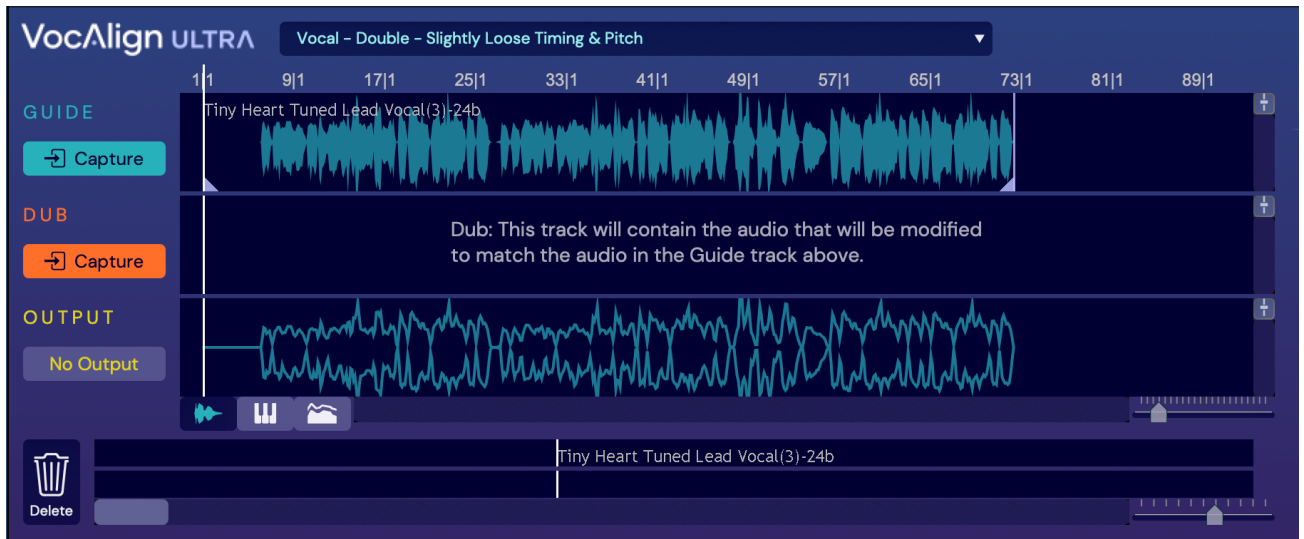 VocAlign ULTRA
Vocal - Double - Slightly Loose Timing & Pitch
1|1 9|1 17|1 25|1 33|1 41|1 49|1 57|1 65|1 73|1 81|1 89|1
GUIDE
Tiny Heart Tuned Lead Vocal(3)-24b
Capture
DUB
Dub: This track will contain the audio that will be modified
to match the audio in the Guide track above.
Capture
OUTPUT
No Output
Tiny Heart Tuned Lead Vocal(3)-24b
Delete